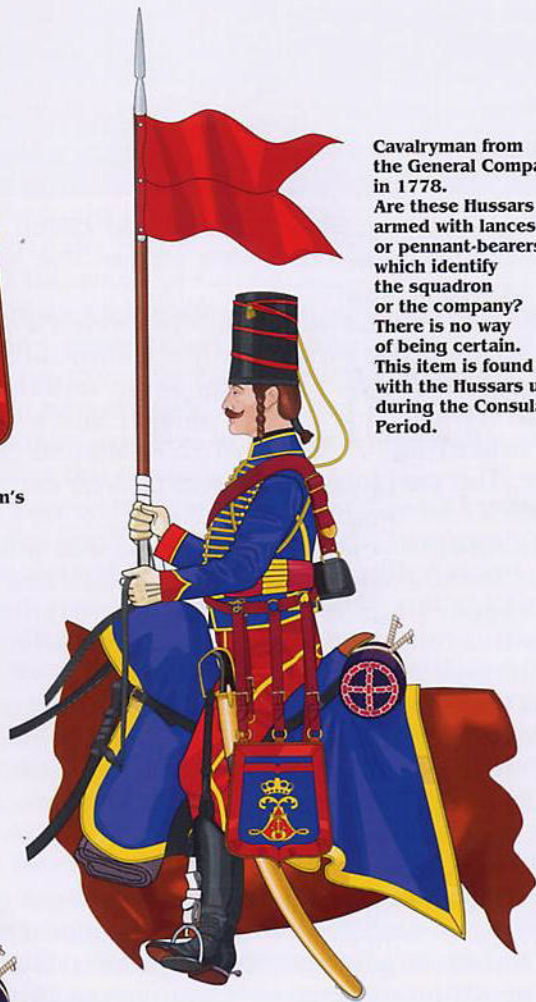 Cavalryman from
the General Compa
in 1778.
Are these Hussars
armed with lances
or pennant-bearers
which identify
the squadron
or the company?
There is no way
of being certain.
This item is found
with the Hussars u
during the Consula
Period.
n's